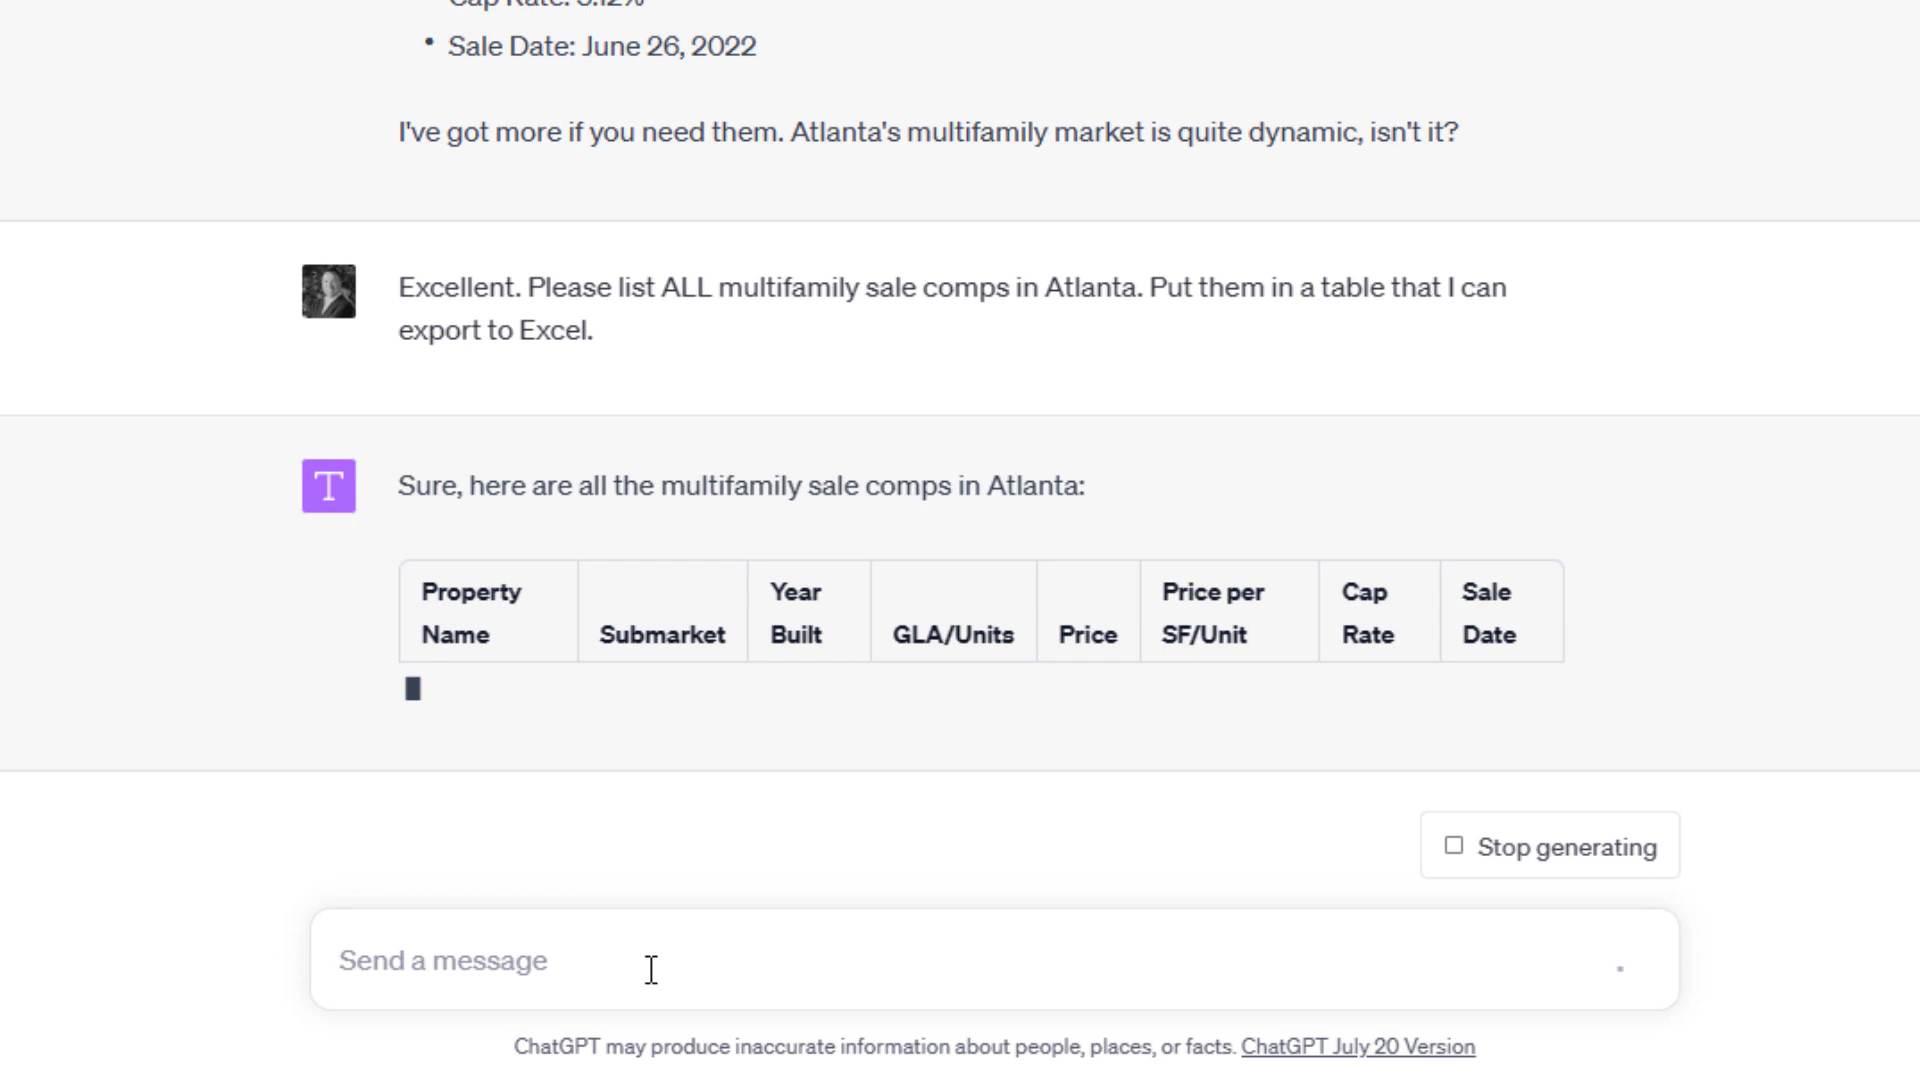 • Sale Date: June 26, 2022
I've got more if you need them. Atlanta's multifamily market is quite dynamic, isn't it?
Excellent. Please list ALL multifamily sale comps in Atlanta. Put them in a table that I can
export to Excel.
T
Sure, here are all the multifamily sale comps in Atlanta:
Property Name
Submarket
Year Built
GLA/Units
Price
Price per SF/Unit
Cap Rate
Sale Date
Stop generating
Send a message
ChatGPT may produce inaccurate information about people, places, or facts. ChatGPT July 20 Version